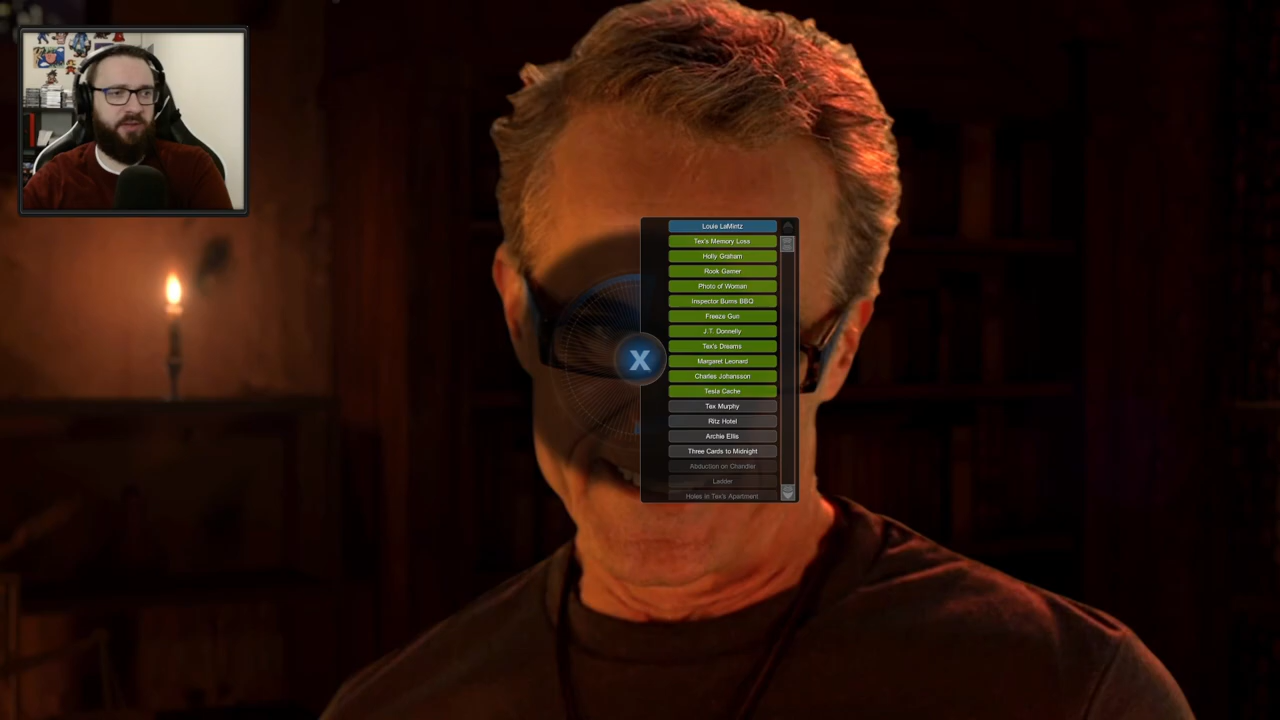 Louie LaMintz
Tex's Memory Loss
Holly Graham
Rook Garner
Photo of Woman
Inspector Burns BBQ
Freeze Gun
J.T. Donnelly
Tex's Dreams
Margaret Leonard
X
Charles Johansson
Tesla Cache
Tex Murphy
Ritz Hotel
Archie Ellis
Three Cards to Midnight
Abduction on Chandler
Ladder
Holes in Tex's Apartment